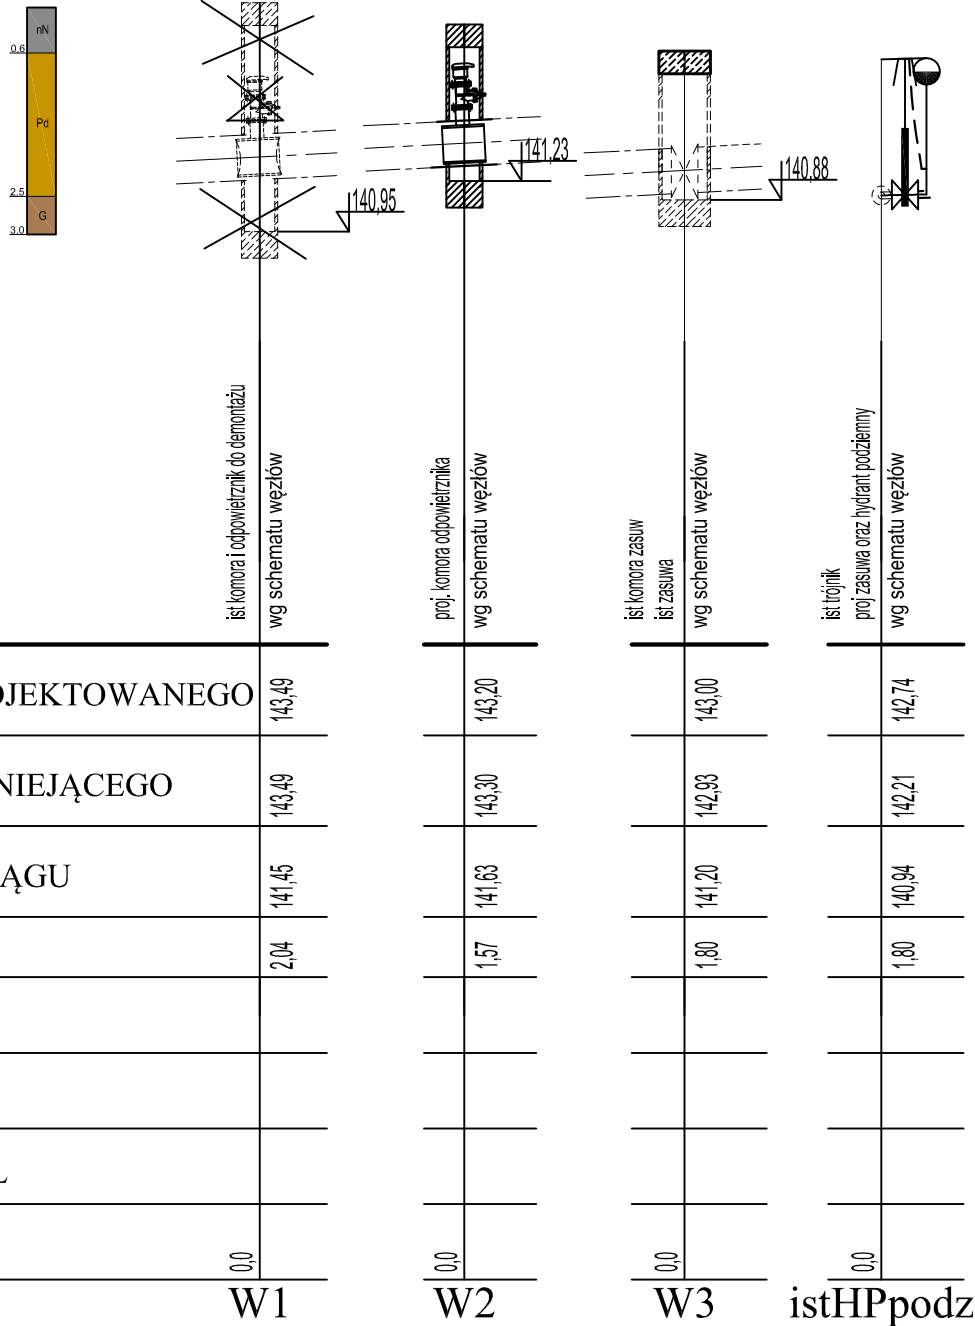 nN
0,6
Pd
2,5
G
3,0
140,95
141,23
140,88
ist komora i odpowietrznik do demontażu
wg schematu węzłów
proj. komora odpowietrznika
wg schematu węzłów
ist komora zasuw
ist zasuwa
wg schematu węzłów
ist trójnik
proj zasuwa oraz hydrant podziemny
wg schematu węzłów
OJEKTOWANEGO 143,49 143,20 143,00 142,74
NIEJĄCEGO 143,49 143,30 142,93 142,21
ĄGU 141,45 141,63 141,20 140,94
2,04 1,57 1,80 1,80
0,0 0,0 0,0 0,0
W1 W2 W3 istHPpodz